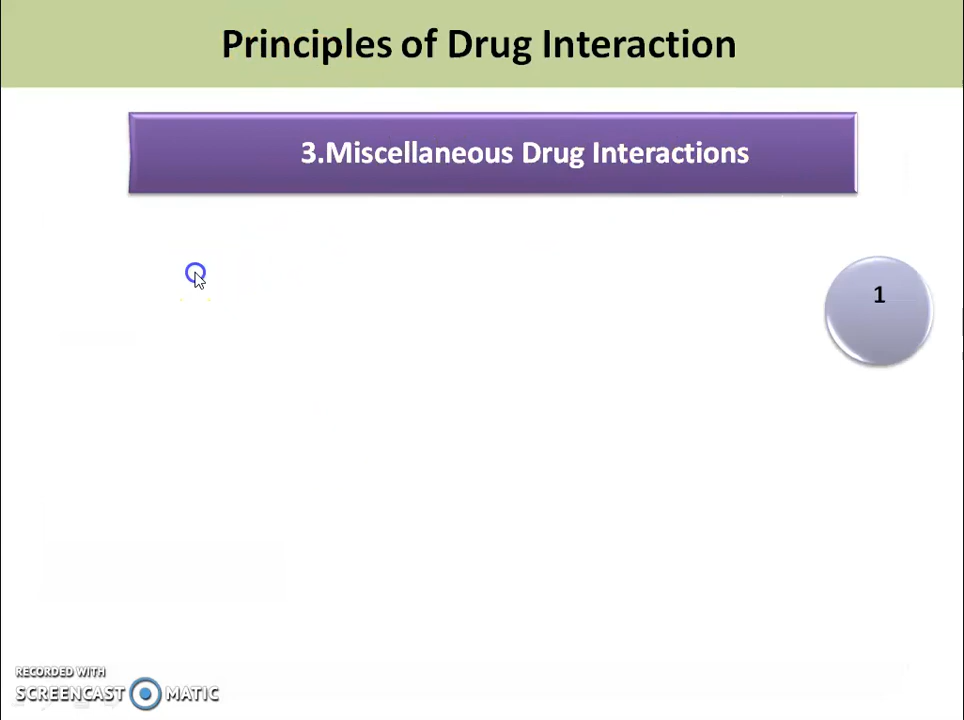 Principles of Drug Interaction
3.Miscellaneous Drug Interactions
1
RECORDED WITH
SCREENCAST MATIC